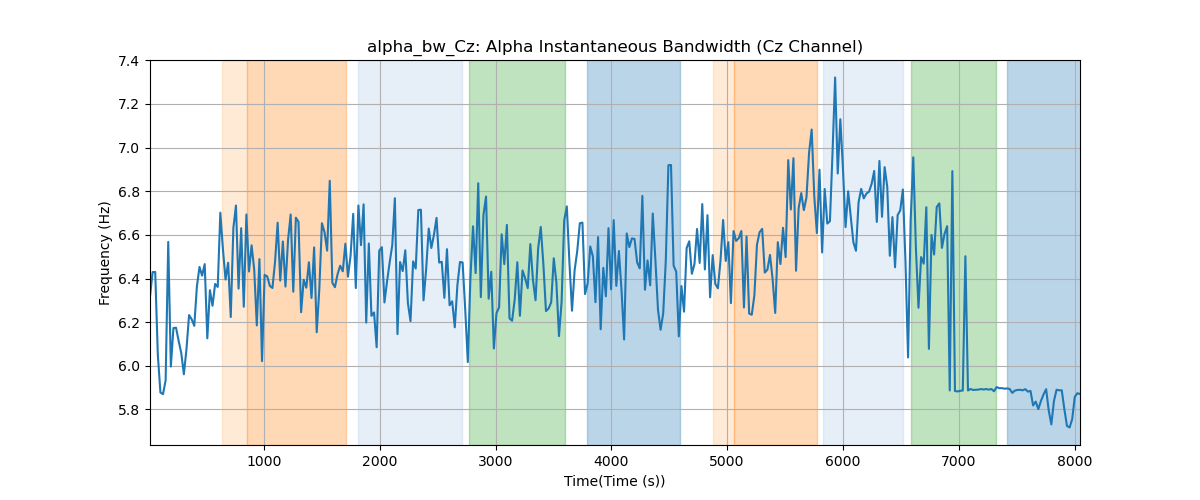 alpha_bw_Cz: Alpha Instantaneous Bandwidth (Cz Channel)
Frequency (Hz)
7.4
7.2
7.0
6.8
6.6
6.4
6.2
6.0
5.8
1000 2000 3000 4000 5000 6000 7000 8000
Time(Time (s))